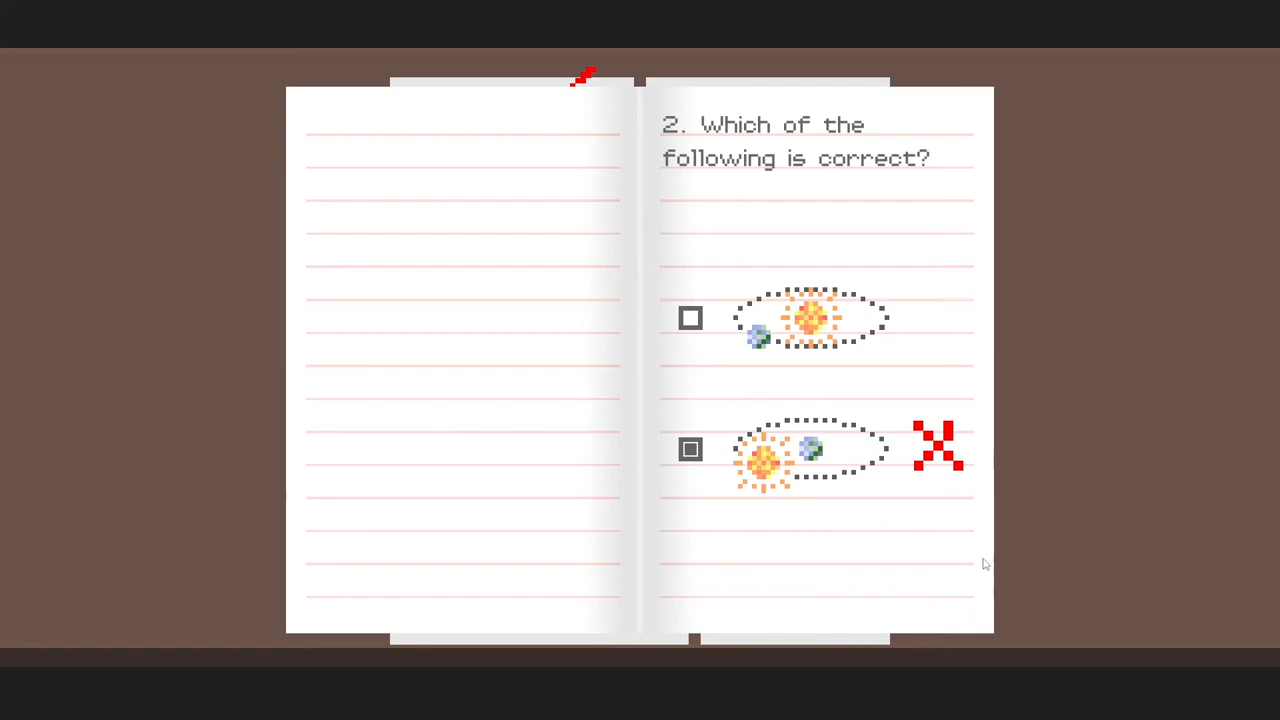 2. Which of the
following is correct?